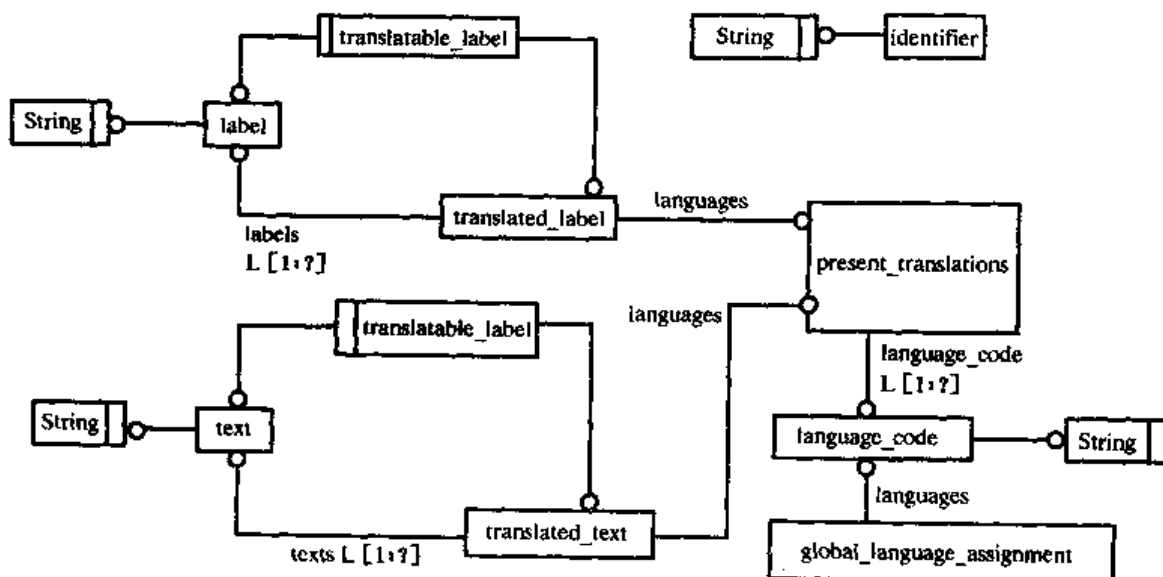 translatable_label
String
identifier
String
label
translated_label
languages
labels
L [1:?]
present_translations
translatable_label
languages
language_code
L [1:?]
String
text
language_code
String
languages
translated_text
texts L [1:?]
global_language_assignment